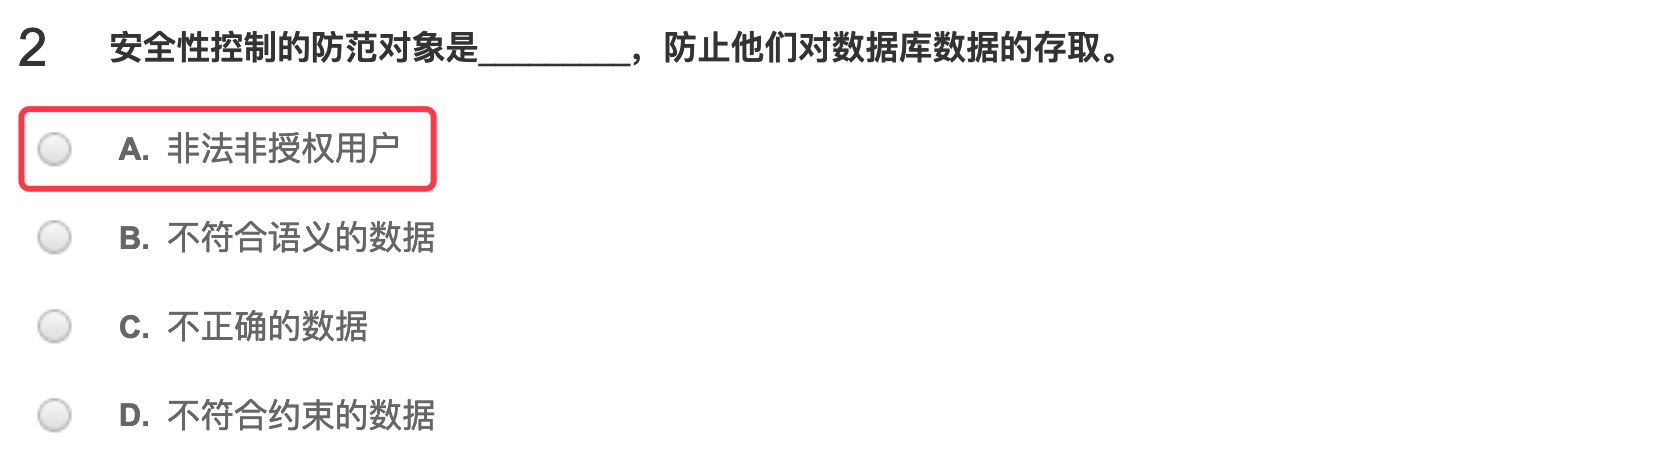 2 安全性控制的防范对象是_________，防止他们对数据库数据的存取。
A. 非法非授权用户
B. 不符合语义的数据
C. 不正确的数据
D. 不符合约束的数据